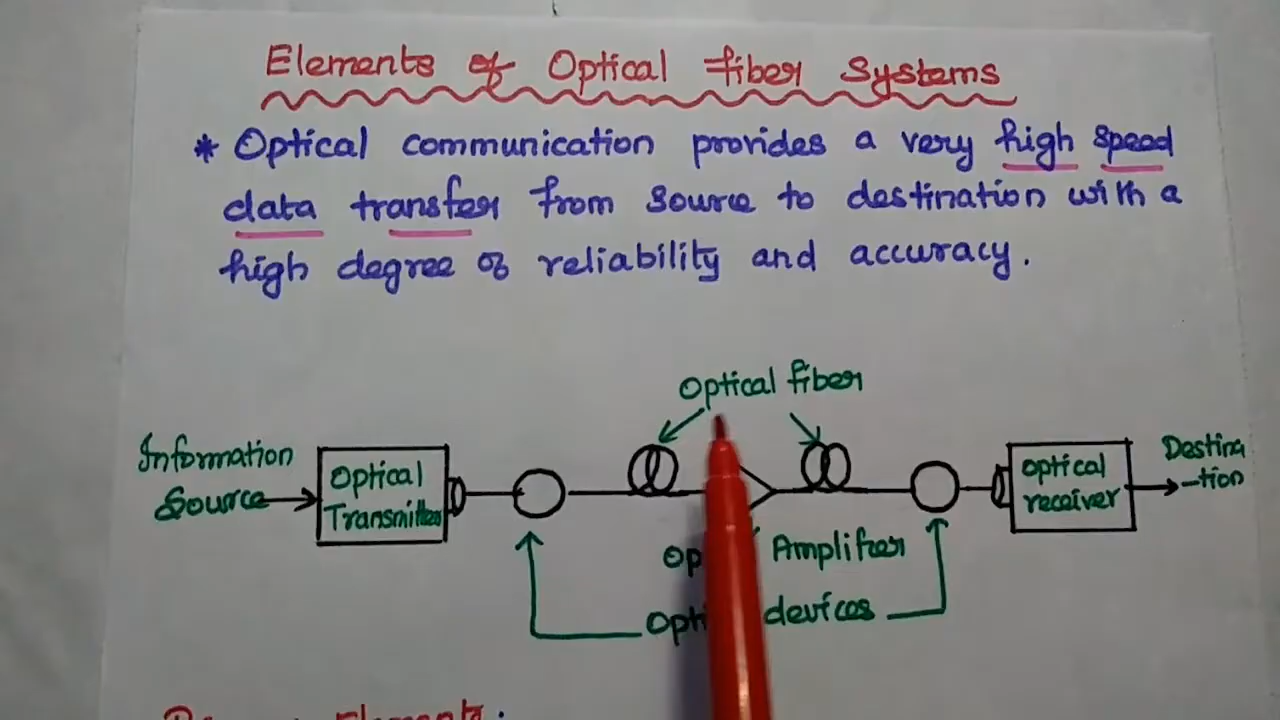 Elements of Optical fiber Systems
* Optical communication provides a very high speed
data transfer from source to destination with a
high degree of reliability and accuracy.
Optical fiber
Information
Source
Optical
Transmitter
optical
receiver
Destina
-tion
Amplifier
devices
Elements: